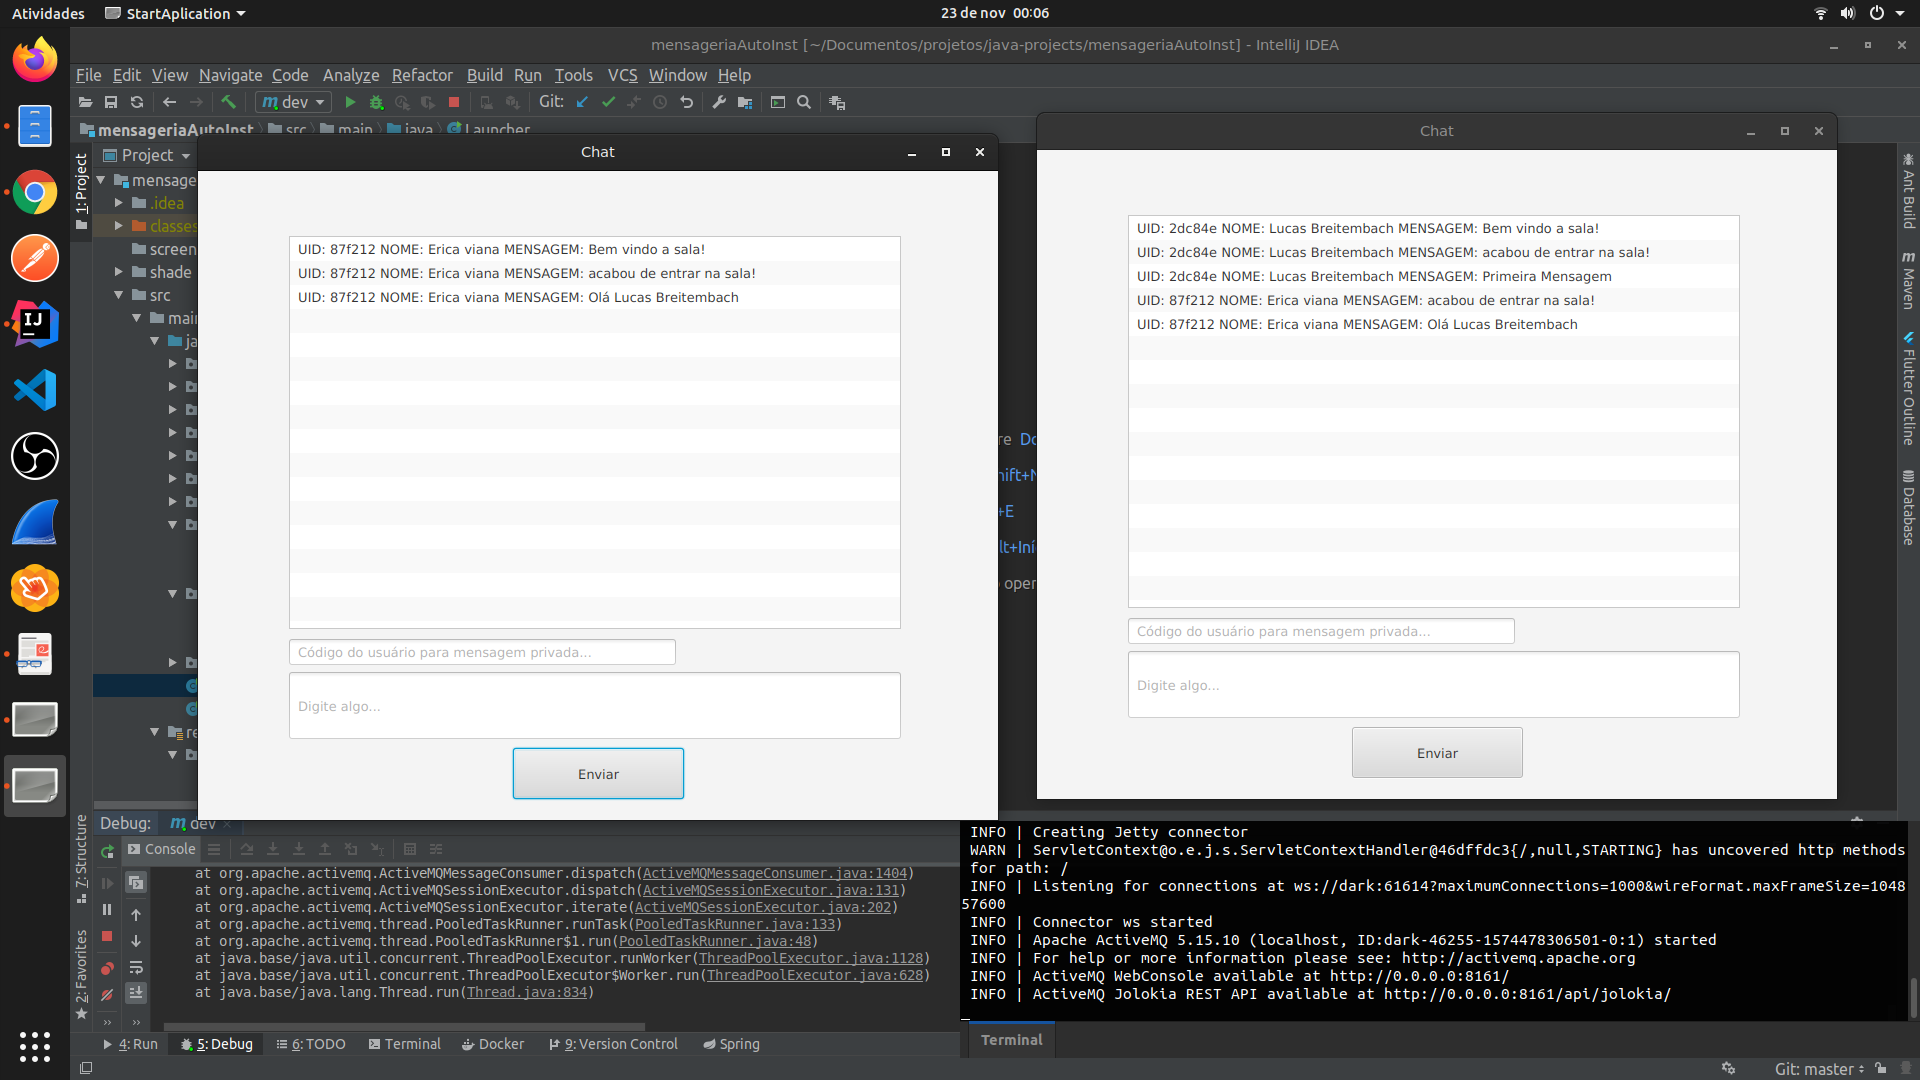 Atividades StartAplication 23 de nov 00:06
mensageriaAutoInst [~/Documentos/projetos/java-projects/mensageriaAutoInst] - IntelliJ IDEA
File Edit View Navigate Code Analyze Refactor Build Run Tools VCS Window Help
dev Git:
mensageriaAutoInst src main java Launcher
1: Project
Project
mensage
.idea
classes
screen
shade
src
mai
ja
re
Chat
UID: 87f212 NOME: Erica viana MENSAGEM: Bem vindo a sala!
UID: 87f212 NOME: Erica viana MENSAGEM: acabou de entrar na sala!
UID: 87f212 NOME: Erica viana MENSAGEM: Olá Lucas Breitembach
Código do usuário para mensagem privada...
Digite algo...
Enviar
re Do
hift+N
+E
lt+Iní
oper
Chat
UID: 2dc84e NOME: Lucas Breitembach MENSAGEM: Bem vindo a sala!
UID: 2dc84e NOME: Lucas Breitembach MENSAGEM: acabou de entrar na sala!
UID: 2dc84e NOME: Lucas Breitembach MENSAGEM: Primeira Mensagem
UID: 87f212 NOME: Erica viana MENSAGEM: acabou de entrar na sala!
UID: 87f212 NOME: Erica viana MENSAGEM: Olá Lucas Breitembach
Código do usuário para mensagem privada...
Digite algo...
Enviar
Ant Build
Maven
Flutter Outline
Database
7: Structure
2: Favorites
Debug: dev
Console
at org.apache.activemq.ActiveMQMessageConsumer.dispatch(ActiveMQMessageConsumer.java:1404)
at org.apache.activemq.ActiveMQSessionExecutor.dispatch(ActiveMQSessionExecutor.java:131)
at org.apache.activemq.ActiveMQSessionExecutor.iterate(ActiveMQSessionExecutor.java:202)
at org.apache.activemq.thread.PooledTaskRunner.runTask(PooledTaskRunner.java:133)
at org.apache.activemq.thread.PooledTaskRunner$1.run(PooledTaskRunner.java:48)
at java.base/java.util.concurrent.ThreadPoolExecutor.runWorker(ThreadPoolExecutor.java:1128)
at java.base/java.util.concurrent.ThreadPoolExecutor$Worker.run(ThreadPoolExecutor.java:628)
at java.base/java.lang.Thread.run(Thread.java:834)
INFO | Creating Jetty connector
WARN | ServletContext@o.e.j.s.ServletContextHandler@46dffdc3{/,null,STARTING} has uncovered http methods
for path: /
INFO | Listening for connections at ws://dark:61614?maximumConnections=1000&wireFormat.maxFrameSize=1048
57600
INFO | Connector ws started
INFO | Apache ActiveMQ 5.15.10 (localhost, ID:dark-46255-1574478306501-0:1) started
INFO | For help or more information please see: http://activemq.apache.org
INFO | ActiveMQ WebConsole available at http://0.0.0.0:8161/
INFO | ActiveMQ Jolokia REST API available at http://0.0.0.0:8161/api/jolokia/
Terminal
4: Run 5: Debug 6: TODO Terminal Docker 9: Version Control Spring
Git: master